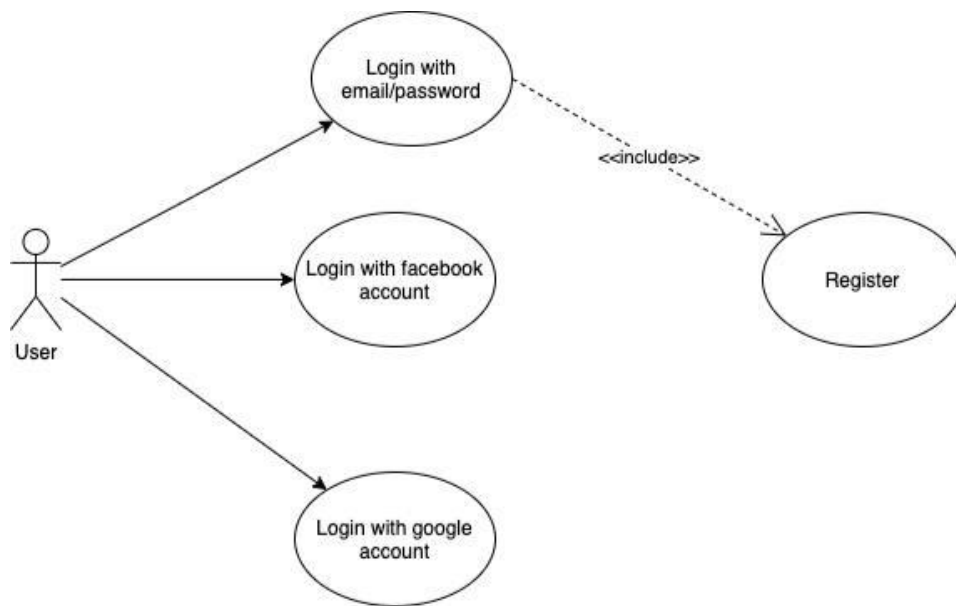 Login with
email/password
<<include>>
Login with facebook
account
Register
User
Login with google
account